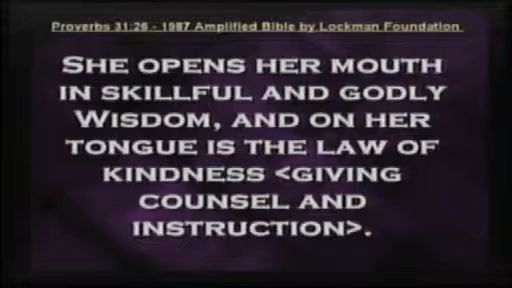 Proverbs 31:26 - 1987 Amplified Bible by Lockman Foundation
SHE OPENS HER MOUTH
IN SKILLFUL AND GODLY
WISDOM, AND ON HER
TONGUE IS THE LAW OF
KINDNESS <GIVING
COUNSEL AND
INSTRUCTION>.